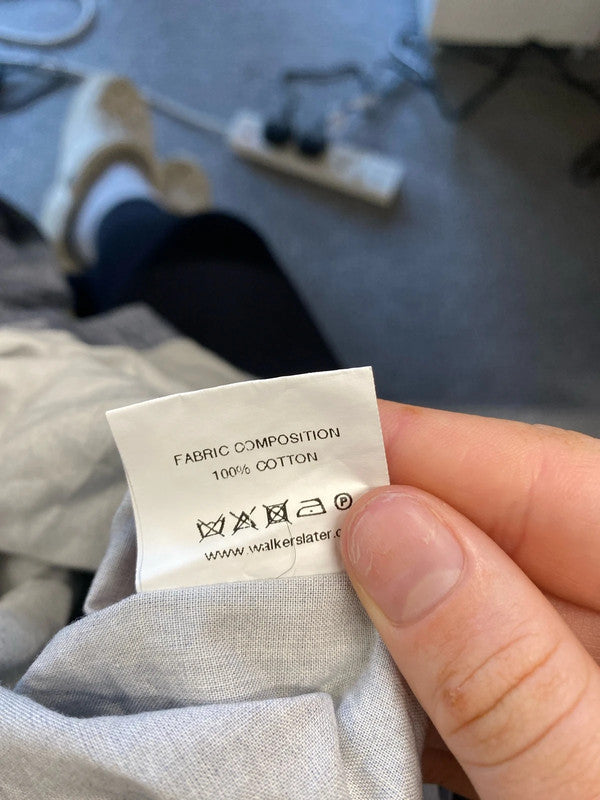 FABRIC COMPOSITION
100% COTTON
P
www.walkerslater.c